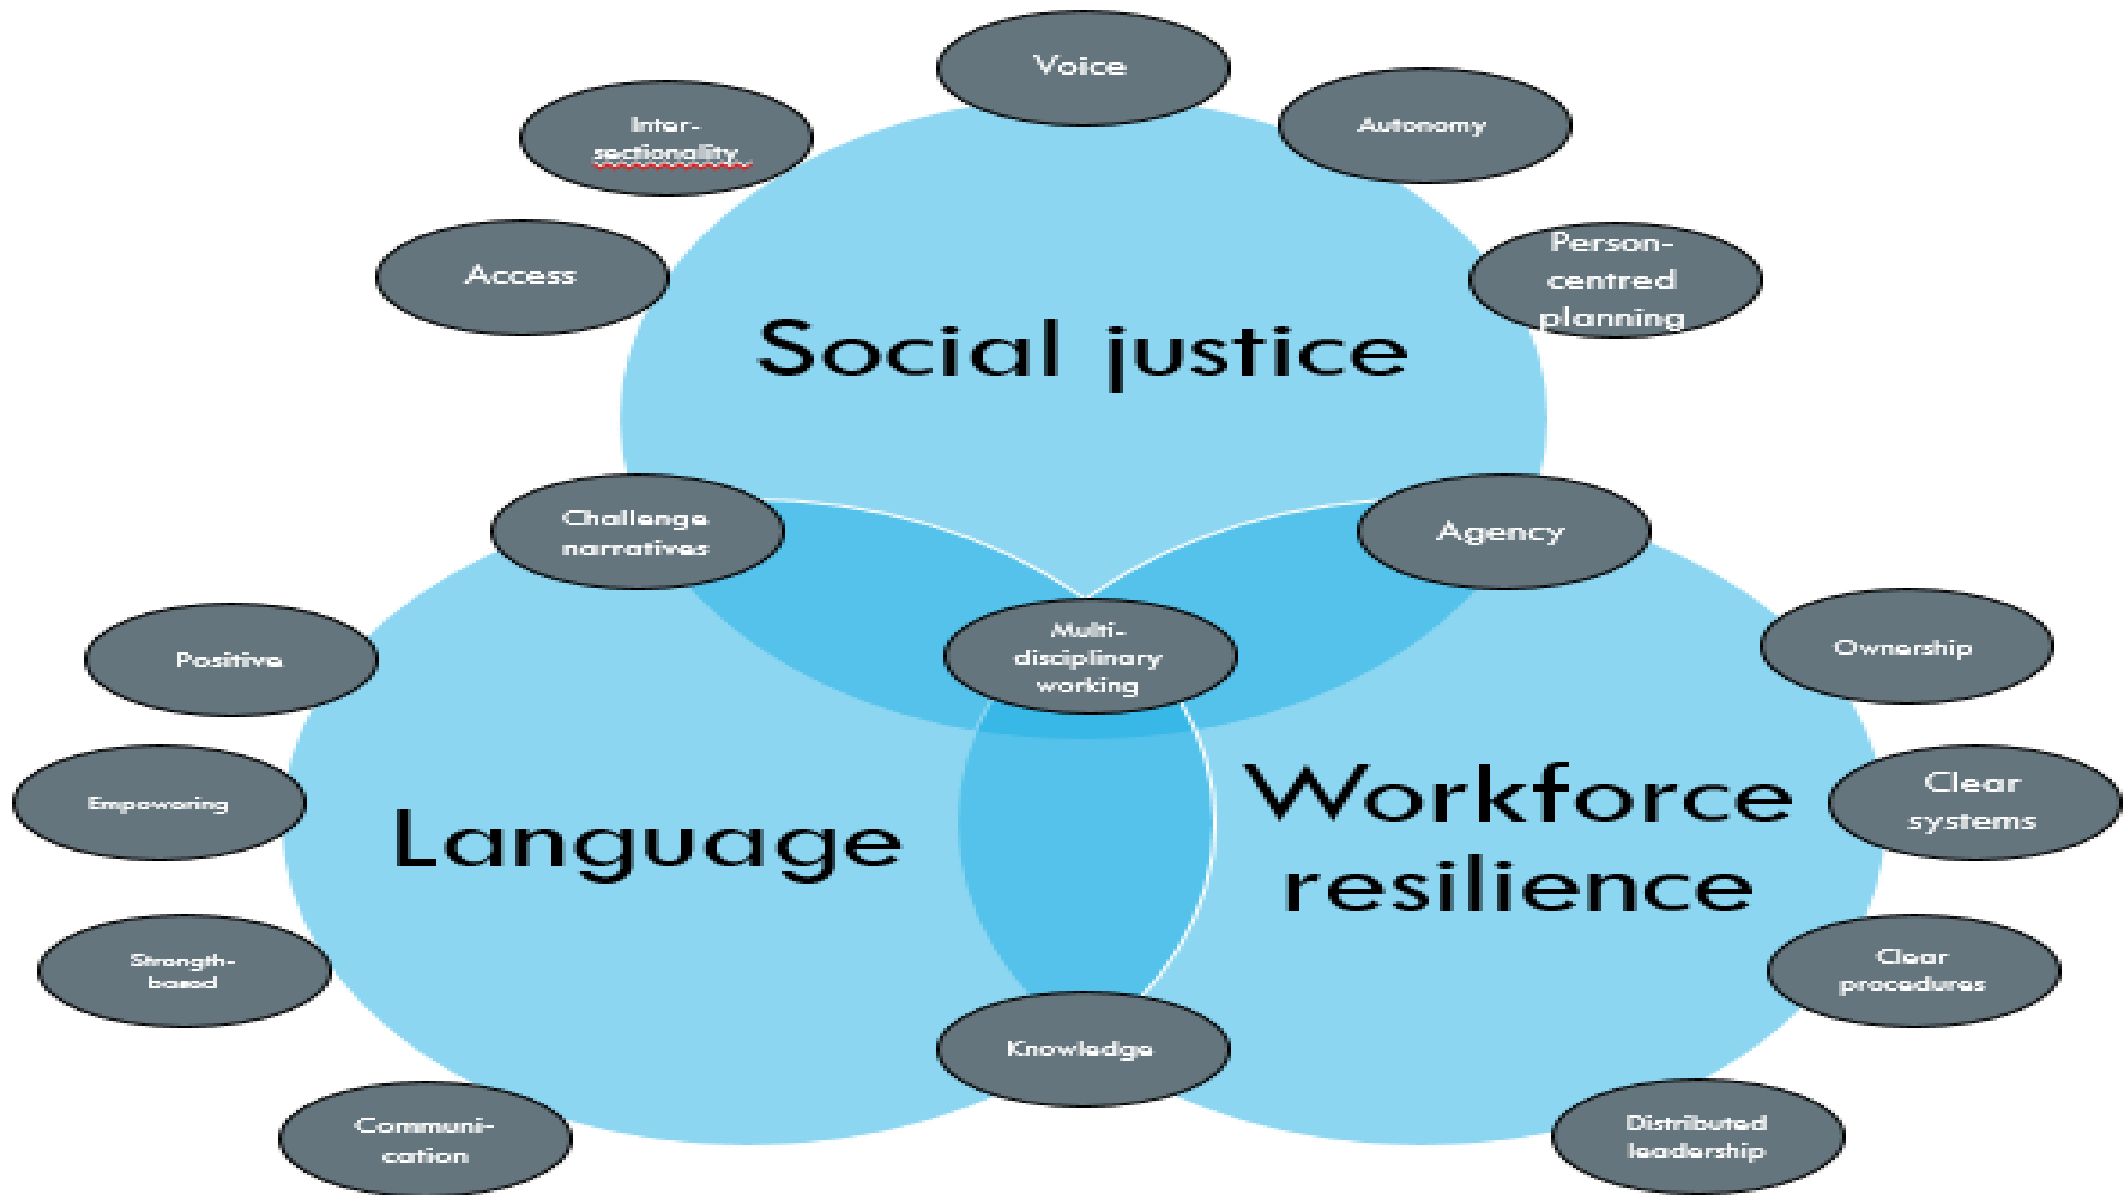 Voice
Autonomy
Inter-
sectionality
Access
Person-
centred
planning
Social justice
Challenge
narratives
Agency
Multi-
disciplinary
working
Positive
Ownership
Empowering
Clear
systems
Language
Workforce
resilience
Strength-
based
Clear
procedures
Knowledge
Communi-
cation
Distributed
leadership